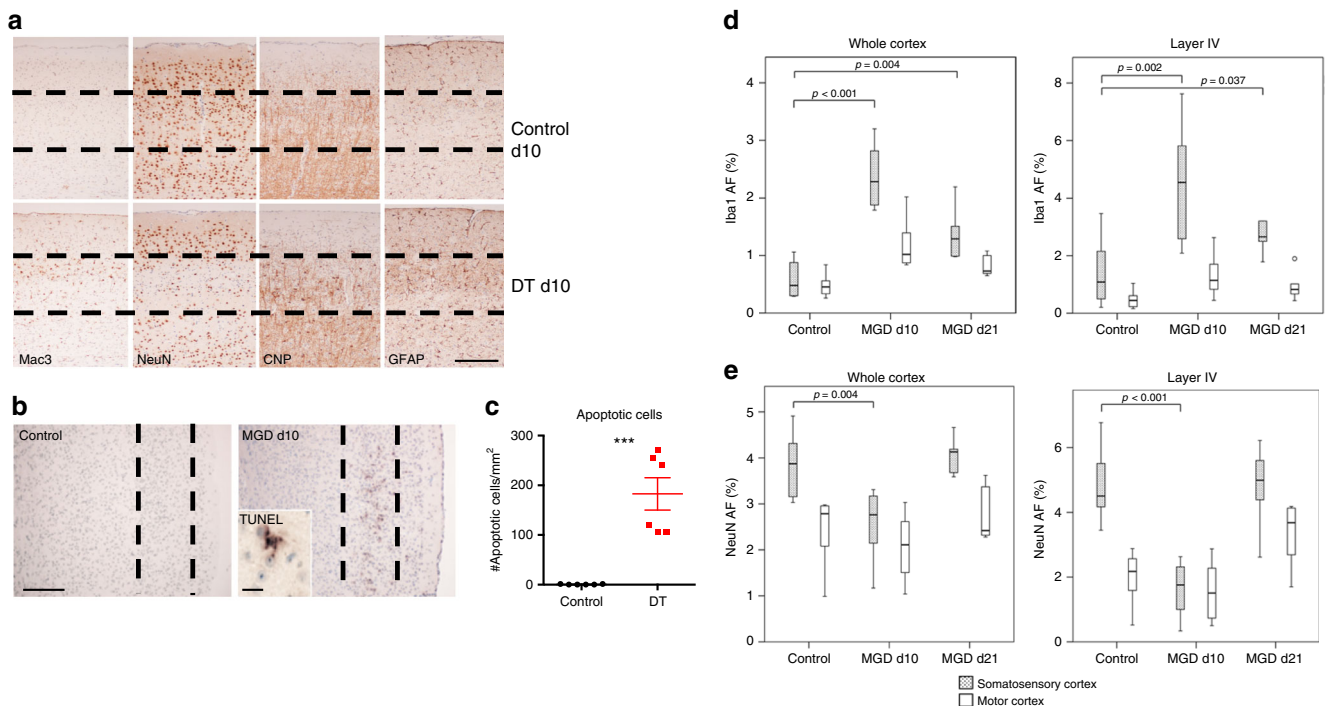 a
Control
d10
DT d10
Mac3
NeuN
CNP
GFAP
b
Control
MGD d10
TUNEL
c
Apoptotic cells
#Apoptotic cells/mm²
300
200
100
0
***
Control
DT
d
Whole cortex
Iba1 AF (%)
4
3
2
1
0
p < 0.001
p = 0.004
Control
MGD d10
MGD d21
Layer IV
Iba1 AF (%)
8
6
4
2
0
p = 0.002
p = 0.037
Control
MGD d10
MGD d21
e
Whole cortex
NeuN AF (%)
5
4
3
2
1
0
p = 0.004
Control
MGD d10
MGD d21
Layer IV
NeuN AF (%)
6
4
2
0
p < 0.001
Control
MGD d10
MGD d21
Somatosensory cortex
Motor cortex